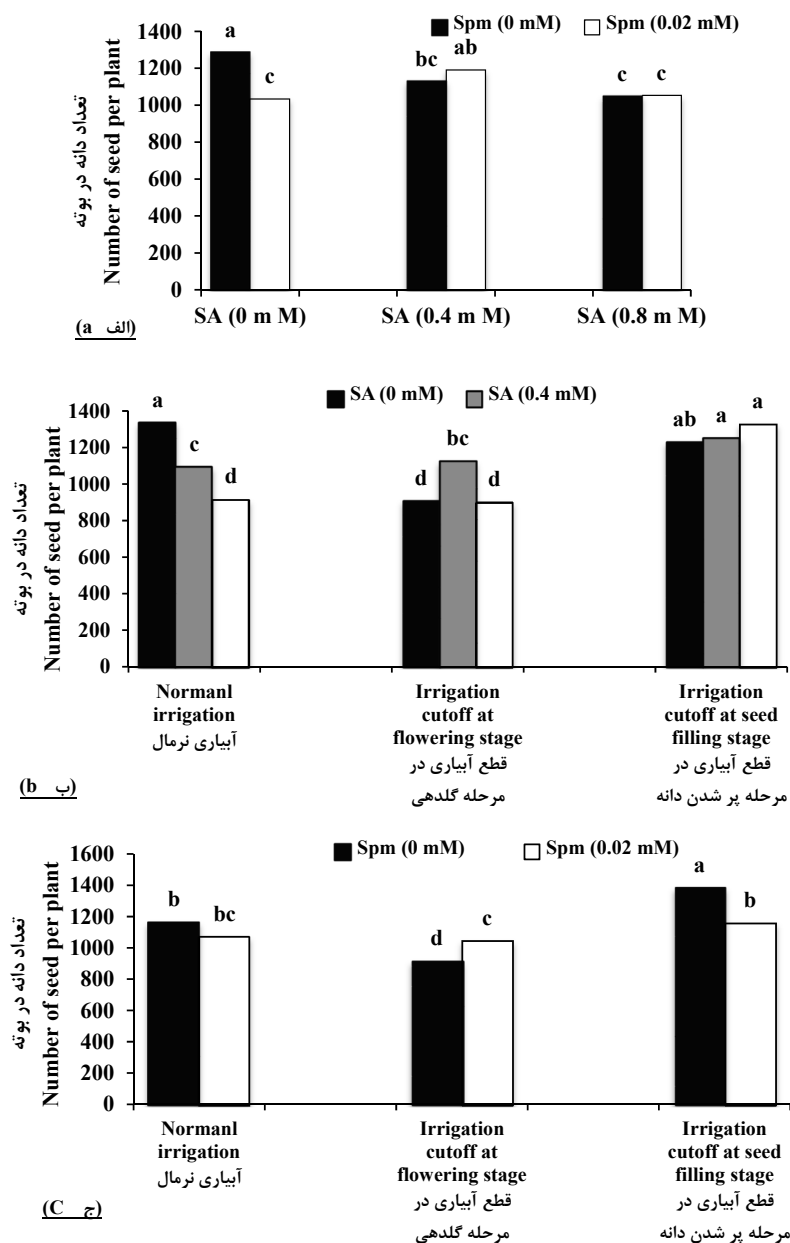 Spm (0 mM) Spm (0.02 mM)
1400
1200
1000
800
600
400
200
0
a
c
bc
ab
c
c
تعداد دانه در بوته
Number of seed per plant
SA (0 m M) SA (0.4 m M) SA (0.8 m M)
(الف a)
SA (0 mM) SA (0.4 mM)
1400
1200
1000
800
600
400
200
0
a
c
d
d
bc
d
ab
a
a
تعداد دانه در بوته
Number of seed per plant
Normanl
irrigation
آبیاری نرمال
Irrigation
cutoff at
flowering stage
قطع آبیاری در
مرحله گلدهی
Irrigation
cutoff at seed
filling stage
قطع آبیاری در
مرحله پر شدن دانه
(ب b)
Spm (0 mM) Spm (0.02 mM)
1600
1400
1200
1000
800
600
400
200
0
b
bc
d
c
a
b
تعداد دانه در بوته
Number of seed per plant
Normanl
irrigation
آبیاری نرمال
Irrigation
cutoff at
flowering stage
قطع آبیاری در
مرحله گلدهی
Irrigation
cutoff at seed
filling stage
قطع آبیاری در
مرحله پر شدن دانه
(ج C)